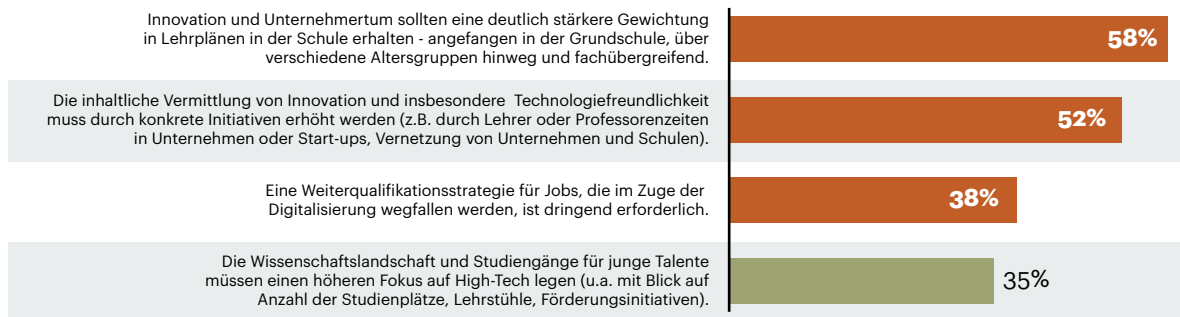 Innovation und Unternehmertum sollten eine deutlich stärkere Gewichtung
in Lehrplänen in der Schule erhalten - angefangen in der Grundschule, über
verschiedene Altersgruppen hinweg und fachübergreifend.
58%
Die inhaltliche Vermittlung von Innovation und insbesondere Technologiefreundlichkeit
muss durch konkrete Initiativen erhöht werden (z.B. durch Lehrer oder Professorenzeiten
in Unternehmen oder Start-ups, Vernetzung von Unternehmen und Schulen).
52%
Eine Weiterqualifikationsstrategie für Jobs, die im Zuge der
Digitalisierung wegfallen werden, ist dringend erforderlich.
38%
Die Wissenschaftslandschaft und Studiengänge für junge Talente
müssen einen höheren Fokus auf High-Tech legen (u.a. mit Blick auf
Anzahl der Studienplätze, Lehrstühle, Förderungsinitiativen).
35%